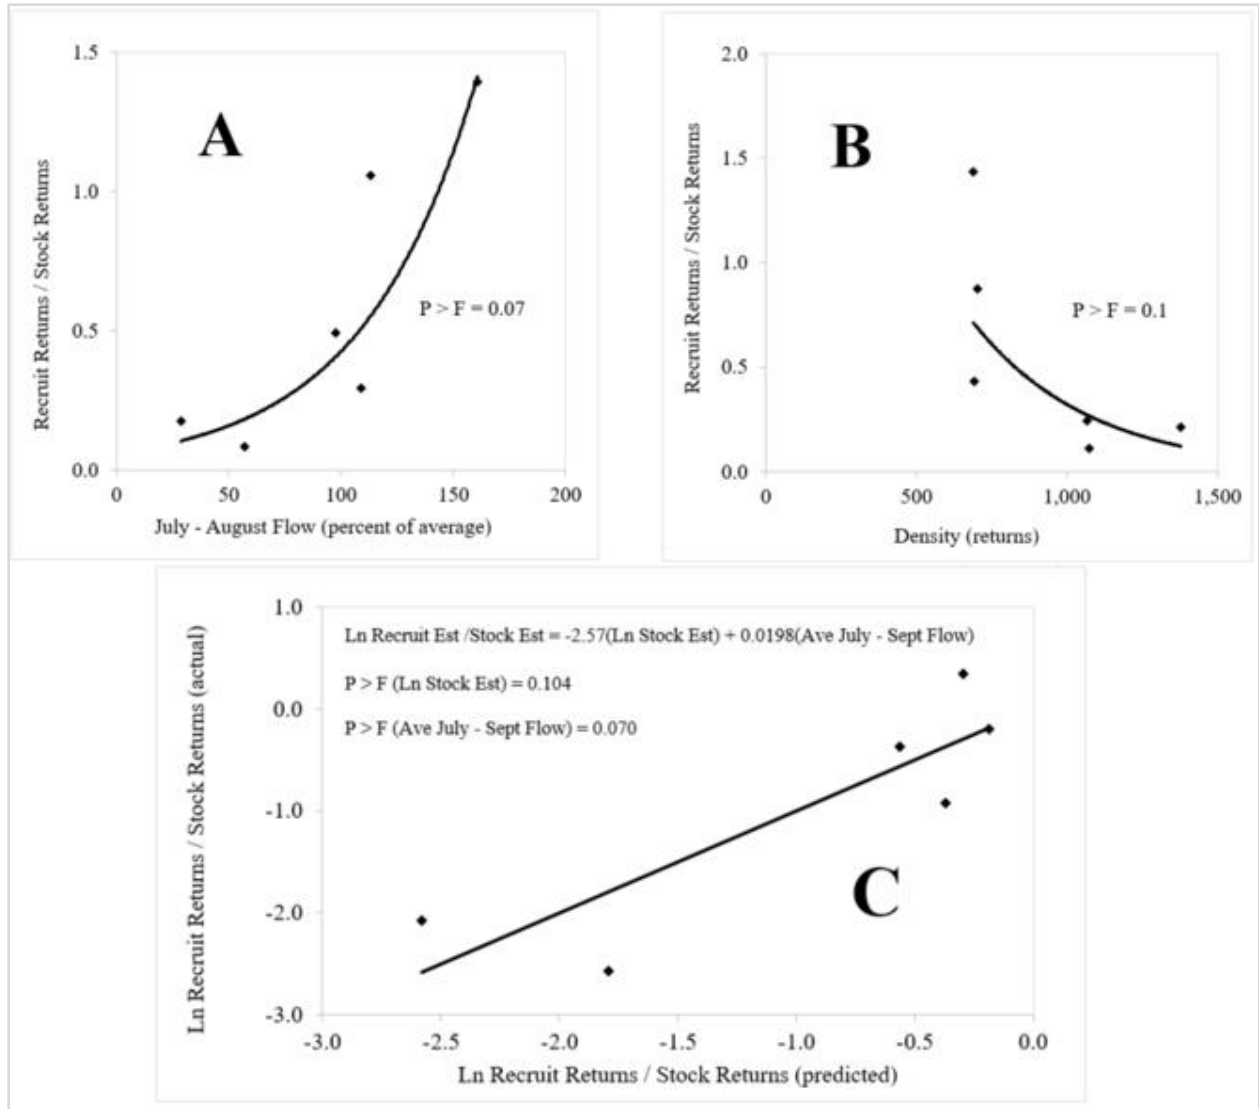 1.5
1.0
0.5
0.0
0 50 100 150 200
Recruit Returns / Stock Returns
July - August Flow (percent of average)
A
P > F = 0.07
2.0
1.5
1.0
0.5
0.0
0 500 1,000 1,500
Recruit Returns / Stock Returns
Density (returns)
B
P > F = 0.1
1.0
0.0
-1.0
-2.0
-3.0
-3.0 -2.5 -2.0 -1.5 -1.0 -0.5 0.0
Ln Recruit Returns / Stock Returns (actual)
Ln Recruit Returns / Stock Returns (predicted)
Ln Recruit Est /Stock Est = -2.57(Ln Stock Est) + 0.0198(Ave July - Sept Flow)
P > F (Ln Stock Est) = 0.104
P > F (Ave July - Sept Flow) = 0.070
C